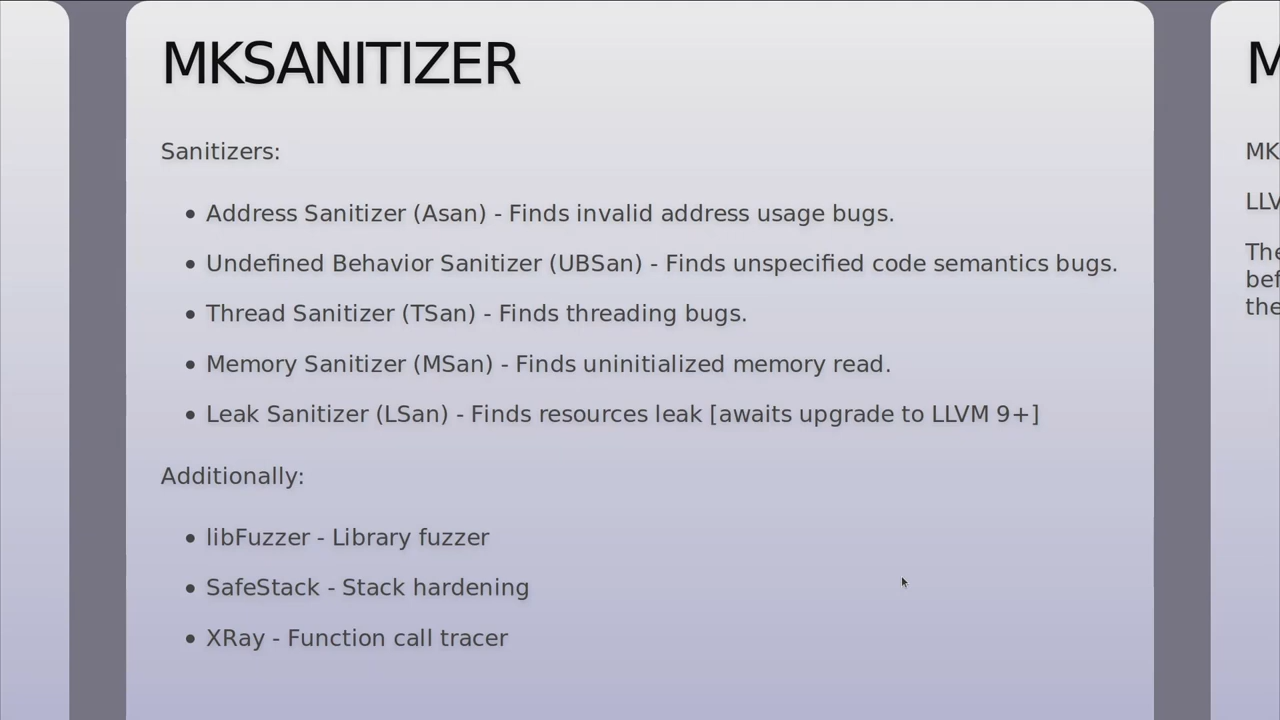 MKSANITIZER
Sanitizers:
• Address Sanitizer (Asan) - Finds invalid address usage bugs.
• Undefined Behavior Sanitizer (UBSan) - Finds unspecified code semantics bugs.
• Thread Sanitizer (TSan) - Finds threading bugs.
• Memory Sanitizer (MSan) - Finds uninitialized memory read.
• Leak Sanitizer (LSan) - Finds resources leak [awaits upgrade to LLVM 9+]
Additionally:
• libFuzzer - Library fuzzer
• SafeStack - Stack hardening
• XRay - Function call tracer